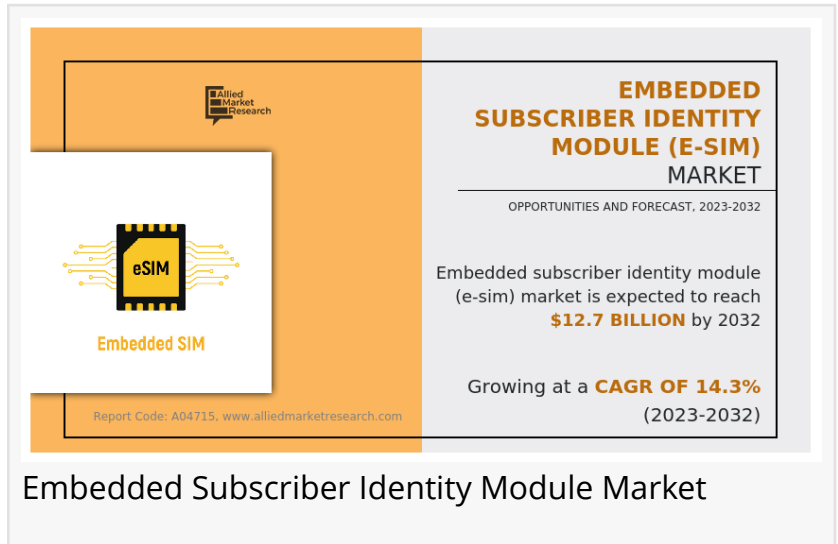 Allied
Market
Research
EMBEDDED
SUBSCRIBER IDENTITY
MODULE (E-SIM)
MARKET
OPPORTUNITIES AND FORECAST, 2023-2032
eSIM
Embedded SIM
Embedded subscriber identity module
(e-sim) market is expected to reach
$12.7 BILLION by 2032
Growing at a CAGR OF 14.3%
(2023-2032)
Report Code: A04715, www.alliedmarketresearch.com
Embedded Subscriber Identity Module Market